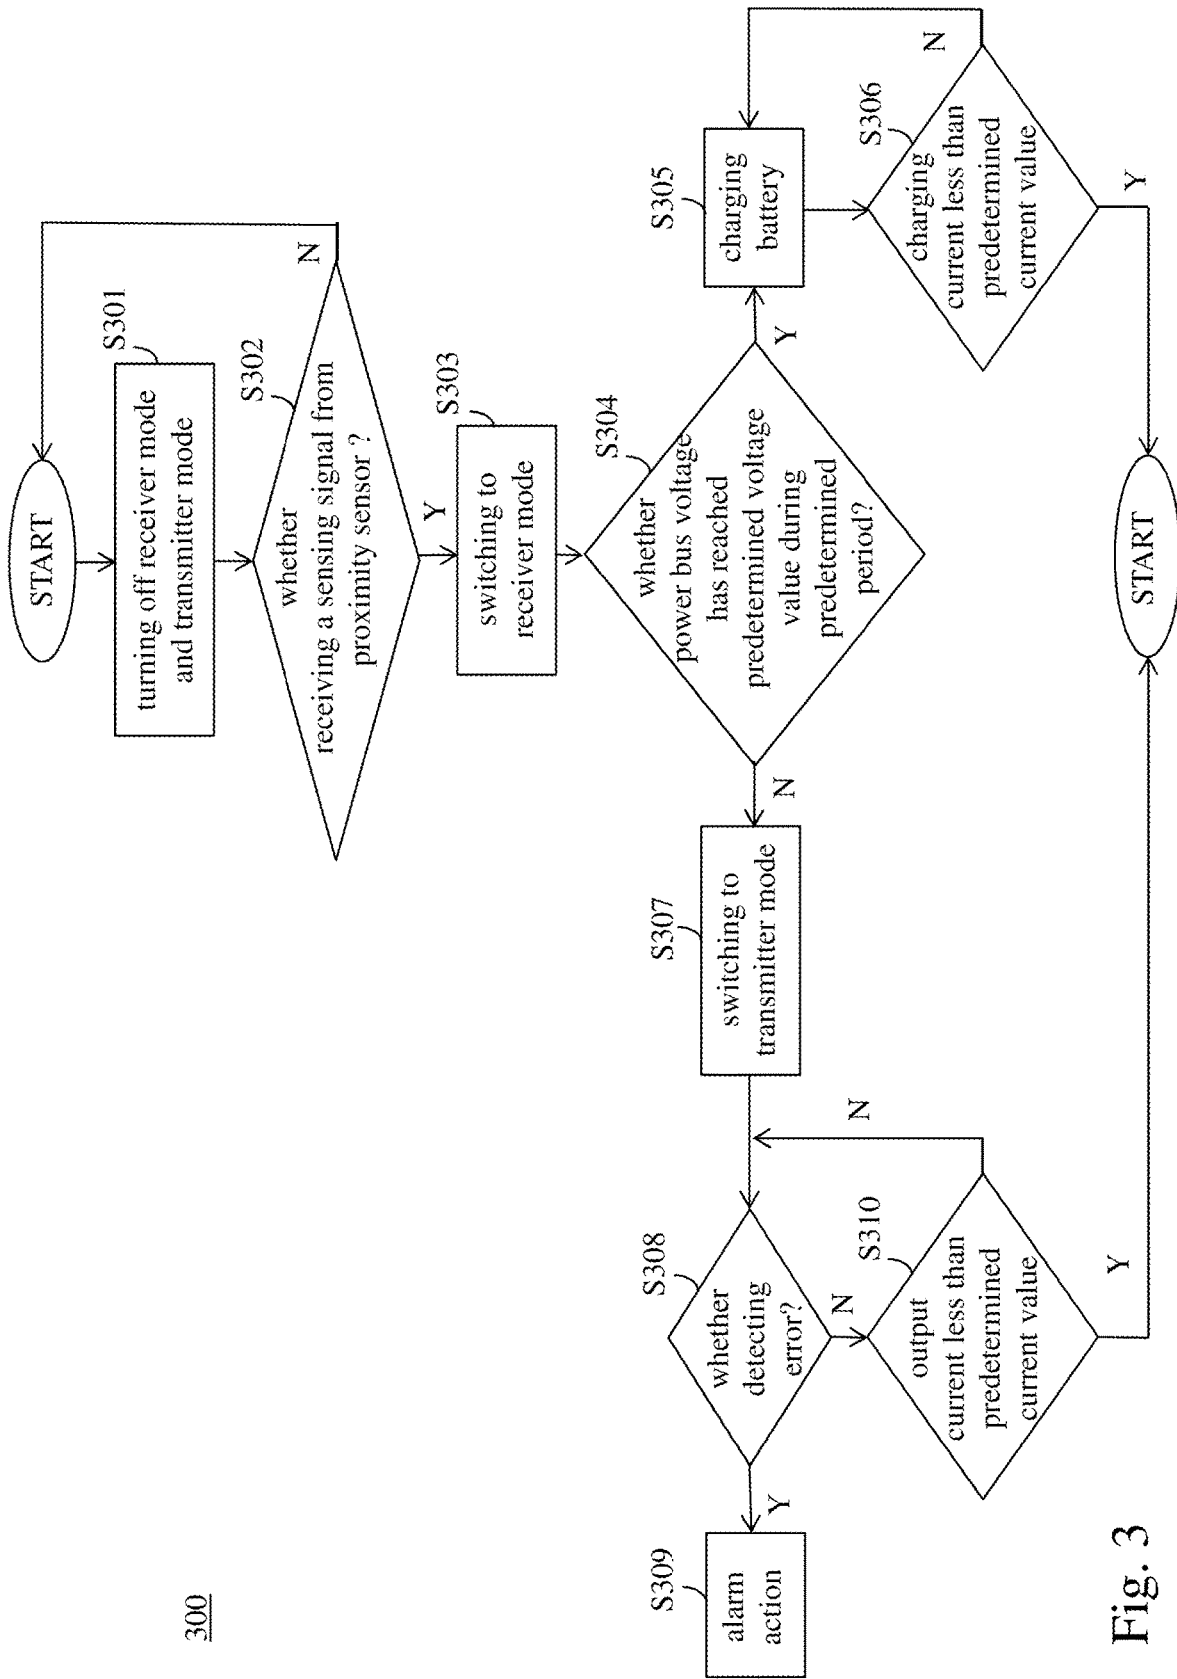 300
START
turning off receiver mode
and transmitter mode
S301
whether
receiving a sensing signal from
proximity sensor ?
S302
N
Y
switching to
receiver mode
S303
whether
power bus voltage
has reached
predetermined voltage
value during
predetermined
period?
S304
Y
N
charging
battery
S305
charging
current less than
predetermined
current value
S306
N
Y
switching to
transmitter mode
S307
whether
detecting
error?
S308
Y
N
alarm
action
S309
output
current less than
predetermined
current value
S310
N
Y
START
Fig. 3